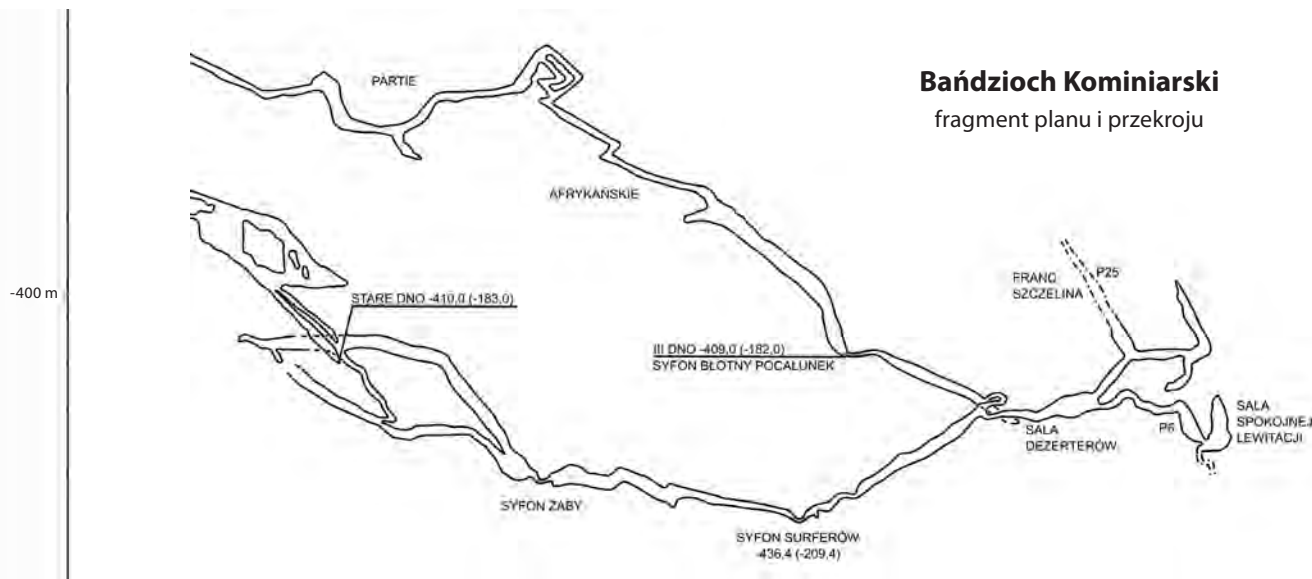 Bańdzioch Kominiarski
fragment planu i przekroju
PARTIE
AFRYKAŃSKIE
FRANC
SZCZELINA
P25
-400 m
STARE DNO -410,0 (-183,0)
III DNO -409,0 (-182,0)
SYFON BŁOTNY POCAŁUNEK
SALA
SPOKOJNEJ
LEWITACJI
P6
SALA
DEZERTERÓW
SYFON ŻABY
SYFON SURFERÓW
-436,4 (-209,4)